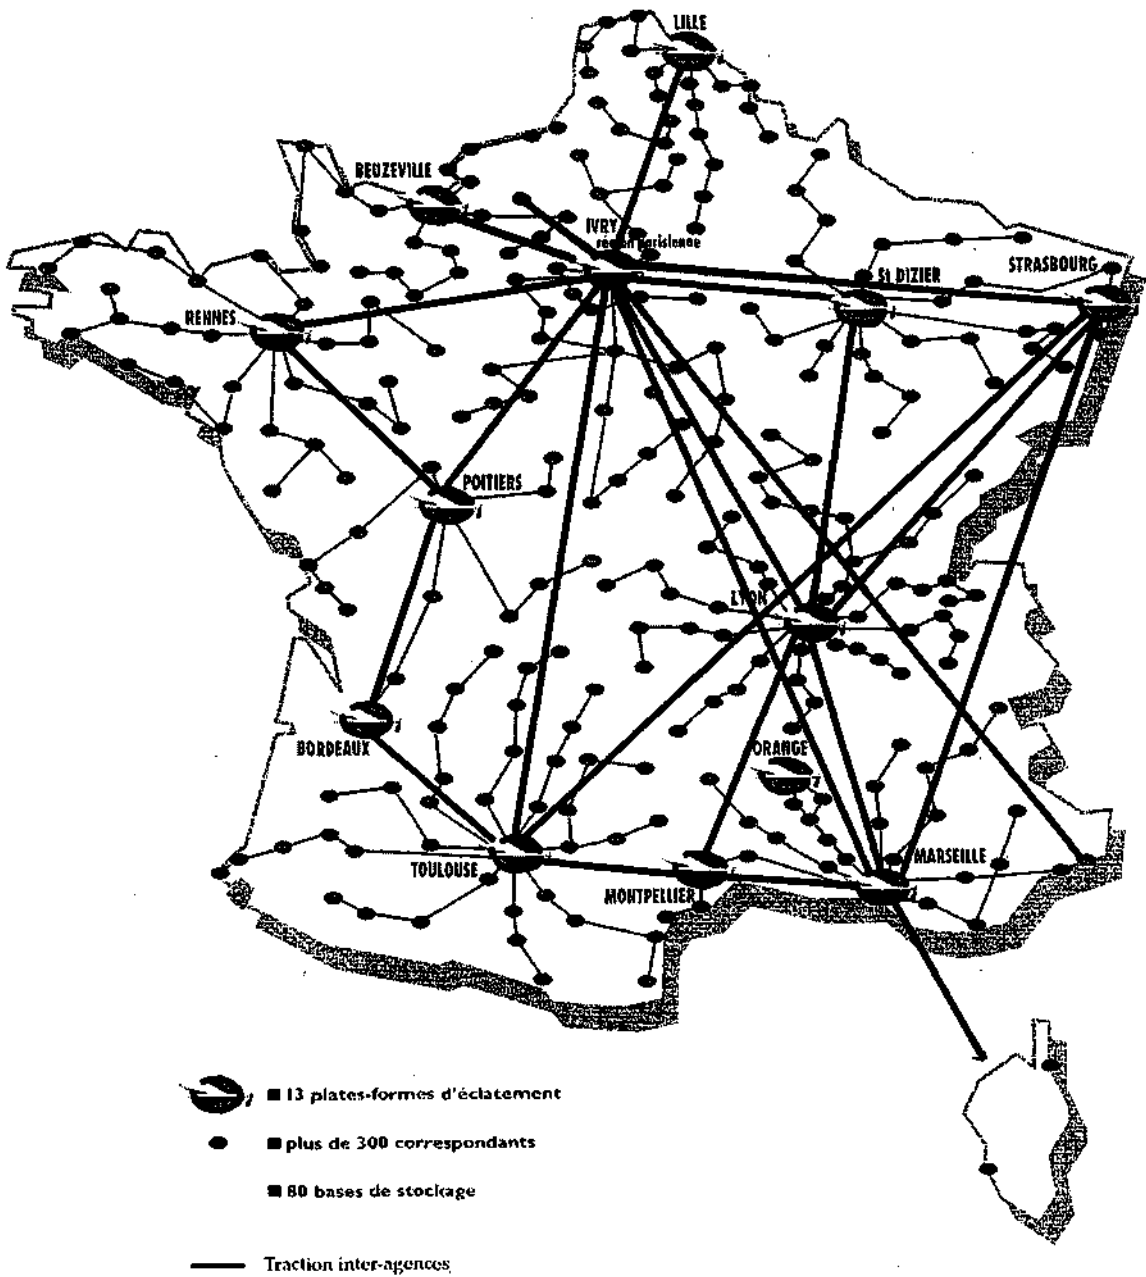 LILLE
BEUZEVILLE
IVRY
région parisienne
St DIZIER
STRASBOURG
RENNES
POITIERS
LYON
BORDEAUX
ORANGE
TOULOUSE
MONTPELLIER
MARSEILLE
■ 13 plates-formes d'éclatement
■ plus de 300 correspondants
■ 80 bases de stockage
Traction inter-agences